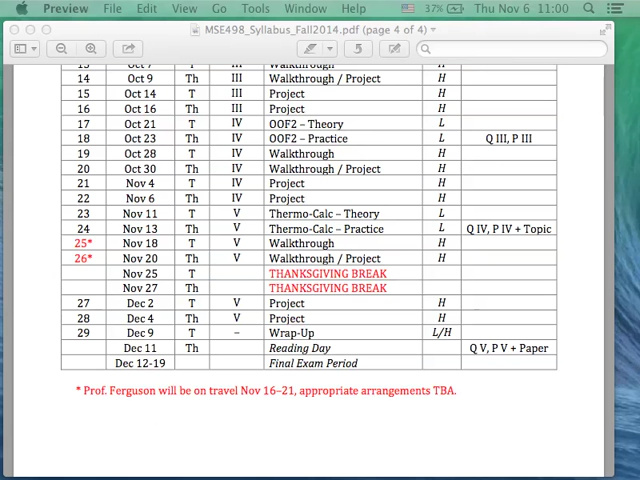 Preview File Edit View Go Tools Window Help 37% Thu Nov 6 11:00
MSE498_Syllabus_Fall2014.pdf (page 4 of 4)
13 Oct 7 T III Walkthrough H
14 Oct 9 Th III Walkthrough / Project H
15 Oct 14 T III Project H
16 Oct 16 Th III Project H
17 Oct 21 T IV OOF2 – Theory L
18 Oct 23 Th IV OOF2 – Practice L Q III, P III
19 Oct 28 T IV Walkthrough H
20 Oct 30 Th IV Walkthrough / Project H
21 Nov 4 T IV Project H
22 Nov 6 Th IV Project H
23 Nov 11 T V Thermo-Calc – Theory L
24 Nov 13 Th V Thermo-Calc – Practice L Q IV, P IV + Topic
25* Nov 18 T V Walkthrough H
26* Nov 20 Th V Walkthrough / Project H
Nov 25 T THANKSGIVING BREAK
Nov 27 Th THANKSGIVING BREAK
27 Dec 2 T V Project H
28 Dec 4 Th V Project H
29 Dec 9 T – Wrap-Up L/H
Dec 11 Th Reading Day Q V, P V + Paper
Dec 12-19 Final Exam Period
* Prof. Ferguson will be on travel Nov 16–21, appropriate arrangements TBA.